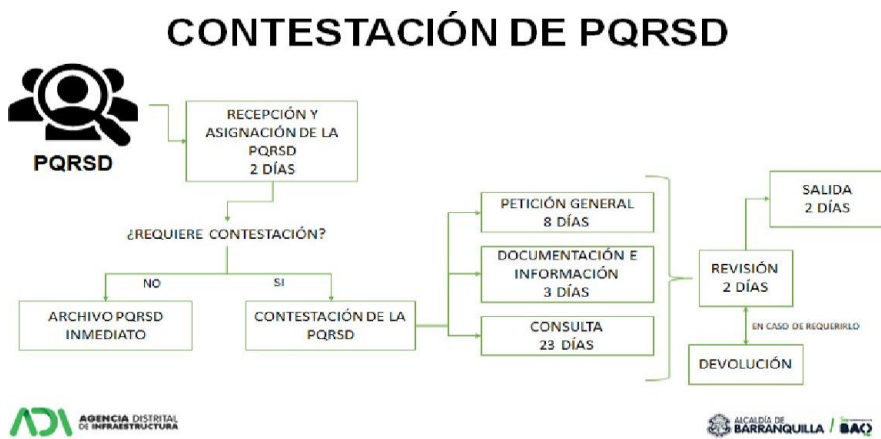 CONTESTACIÓN DE PQRSD
PQRSD
RECEPCIÓN Y
ASIGNACIÓN DE LA
PQRSD
2 DÍAS
¿REQUIERE CONTESTACIÓN?
NO
SI
ARCHIVO PQRSD
INMEDIATO
CONTESTACIÓN DE LA
PQRSD
PETICIÓN GENERAL
8 DÍAS
DOCUMENTACIÓN E
INFORMACIÓN
3 DÍAS
CONSULTA
23 DÍAS
REVISIÓN
2 DÍAS
SALIDA
2 DÍAS
EN CASO DE REQUERIRLO
DEVOLUCIÓN
ADI
AGENCIA DISTRITAL
DE INFRAESTRUCTURA
ALCALDÍA DE
BARRANQUILLA
BAQ